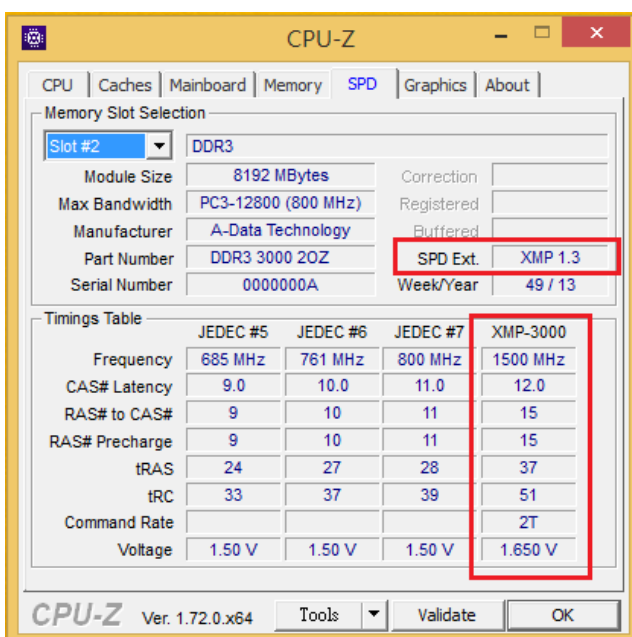 CPU-Z
CPU Caches Mainboard Memory SPD Graphics About
Memory Slot Selection
Slot #2 DDR3
Module Size 8192 MBytes Correction
Max Bandwidth PC3-12800 (800 MHz) Registered
Manufacturer A-Data Technology Buffered
Part Number DDR3 3000 2OZ SPD Ext. XMP 1.3
Serial Number 0000000A Week/Year 49 / 13
Timings Table
JEDEC #5 JEDEC #6 JEDEC #7 XMP-3000
Frequency 685 MHz 761 MHz 800 MHz 1500 MHz
CAS# Latency 9.0 10.0 11.0 12.0
RAS# to CAS# 9 10 11 15
RAS# Precharge 9 10 11 15
tRAS 24 27 28 37
tRC 33 37 39 51
Command Rate 2T
Voltage 1.50 V 1.50 V 1.50 V 1.650 V
CPU-Z Ver. 1.72.0.x64 Tools Validate OK